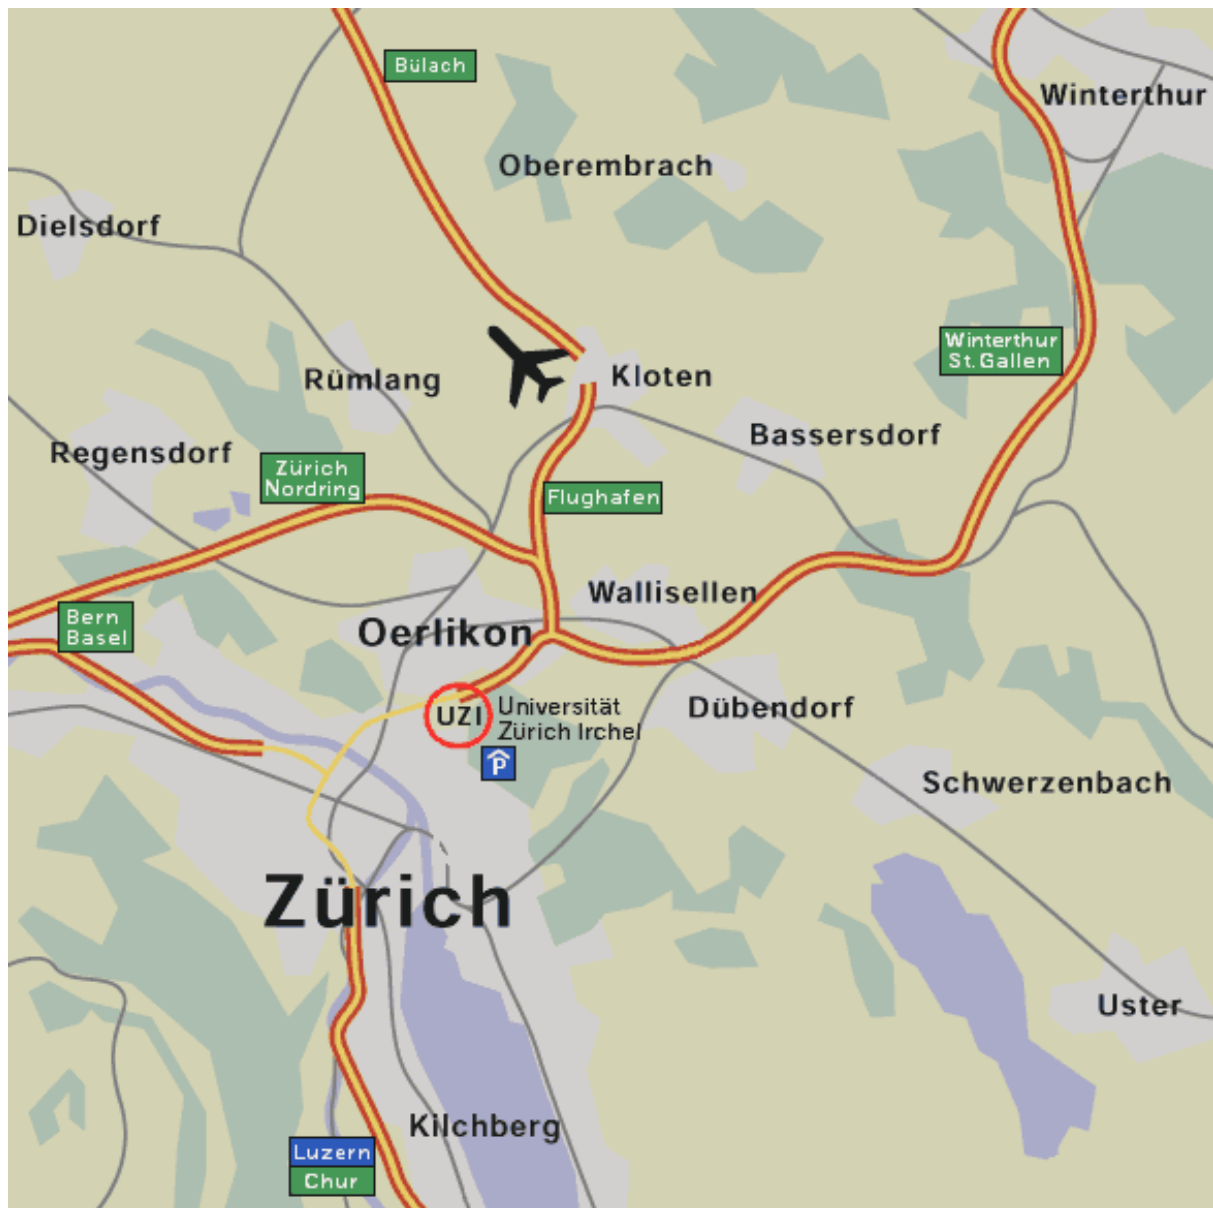 Bülach
Winterthur
Oberembrach
Dielsdorf
Winterthur
St.Gallen
Rümlang
Kloten
Bassersdorf
Regensdorf
Zürich
Nordring
Flughafen
Wallisellen
Bern
Basel
Oerlikon
UZI
Universität
Zürich Irchel
Dübendorf
P
Schwerzenbach
Zürich
Uster
Kilchberg
Luzern
Chur